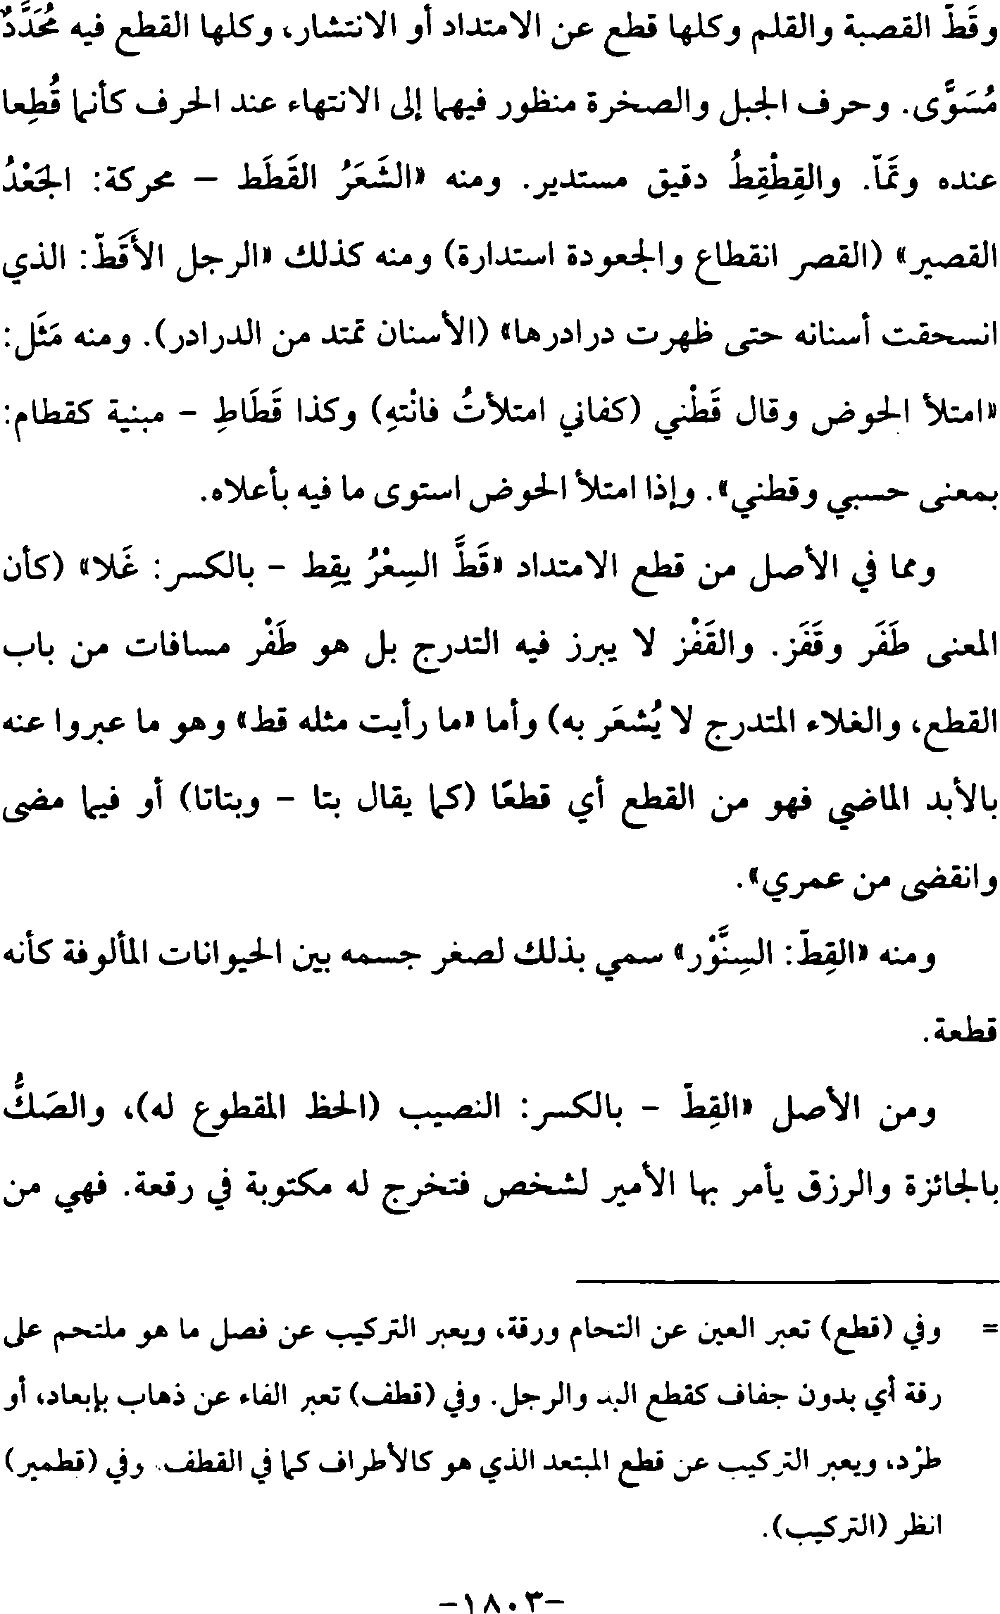 وقَطّ القصبة والقلم وكلها قطع عن الامتداد أو الانتشار، وكلها القطع فيه مُحَدَّدٌ
مُسَوًّى. وحرف الجبل والصخرة منظور فيهما إلى الانتهاء عند الحرف كأنما قُطِعا
عنده وتمَّا. والقِطْقِطُ دقيق مستدير. ومنه «الشَعَرُ القَطَط – محركة: الجَعْدُ
القصير» (القصر انقطاع والجعودة استدارة) ومنه كذلك «الرجل الأَقَطّ: الذي
انسحقت أسنانه حتى ظهرت درادرها» (الأسنان تمتد من الدرادر). ومنه مَثَل:
«امتلأ الحوض وقال قَطْني (كفاني امتلأتُ فانْتهِ) وكذا قَطَاطِ – مبنية كقطام:
بمعنى حسبي وقطني». وإذا امتلأ الحوض استوى ما فيه بأعلاه.
ومما في الأصل من قطع الامتداد «قَطَّ السِعْرُ يقِط – بالكسر: غَلا» (كأن
المعنى طَفَر وقَفَز. والقَفْز لا يبرز فيه التدرج بل هو طَفْر مسافات من باب
القطع، والغلاء المتدرج لا يُشعَر به) وأما «ما رأيت مثله قط» وهو ما عبروا عنه
بالأبد الماضي فهو من القطع أي قطعًا (كما يقال بتا – وبتاتا) أو فيما مضى
وانقضى من عمري».
ومنه «القِطّ: السِنَّوْر» سمي بذلك لصغر جسمه بين الحيوانات المألوفة كأنه
قطعة.
ومن الأصل «القِطّ – بالكسر: النصيب (الحظ المقطوع له)، والصَكُّ
بالجائزة والرزق يأمر بها الأمير لشخص فتخرج له مكتوبة في رقعة. فهي من
= وفي (قطع) تعبر العين عن التحام ورقة، ويعبر التركيب عن فصل ما هو ملتحم على
رقة أي بدون جفاف كقطع اليد والرجل. وفي (قطف) تعبر الفاء عن ذهاب بإبعاد، أو
طرْد، ويعبر التركيب عن قطع المبتعد الذي هو كالأطراف كما في القطف. وفي (قطمير)
انظر (التركيب).
-١٨٠٣-